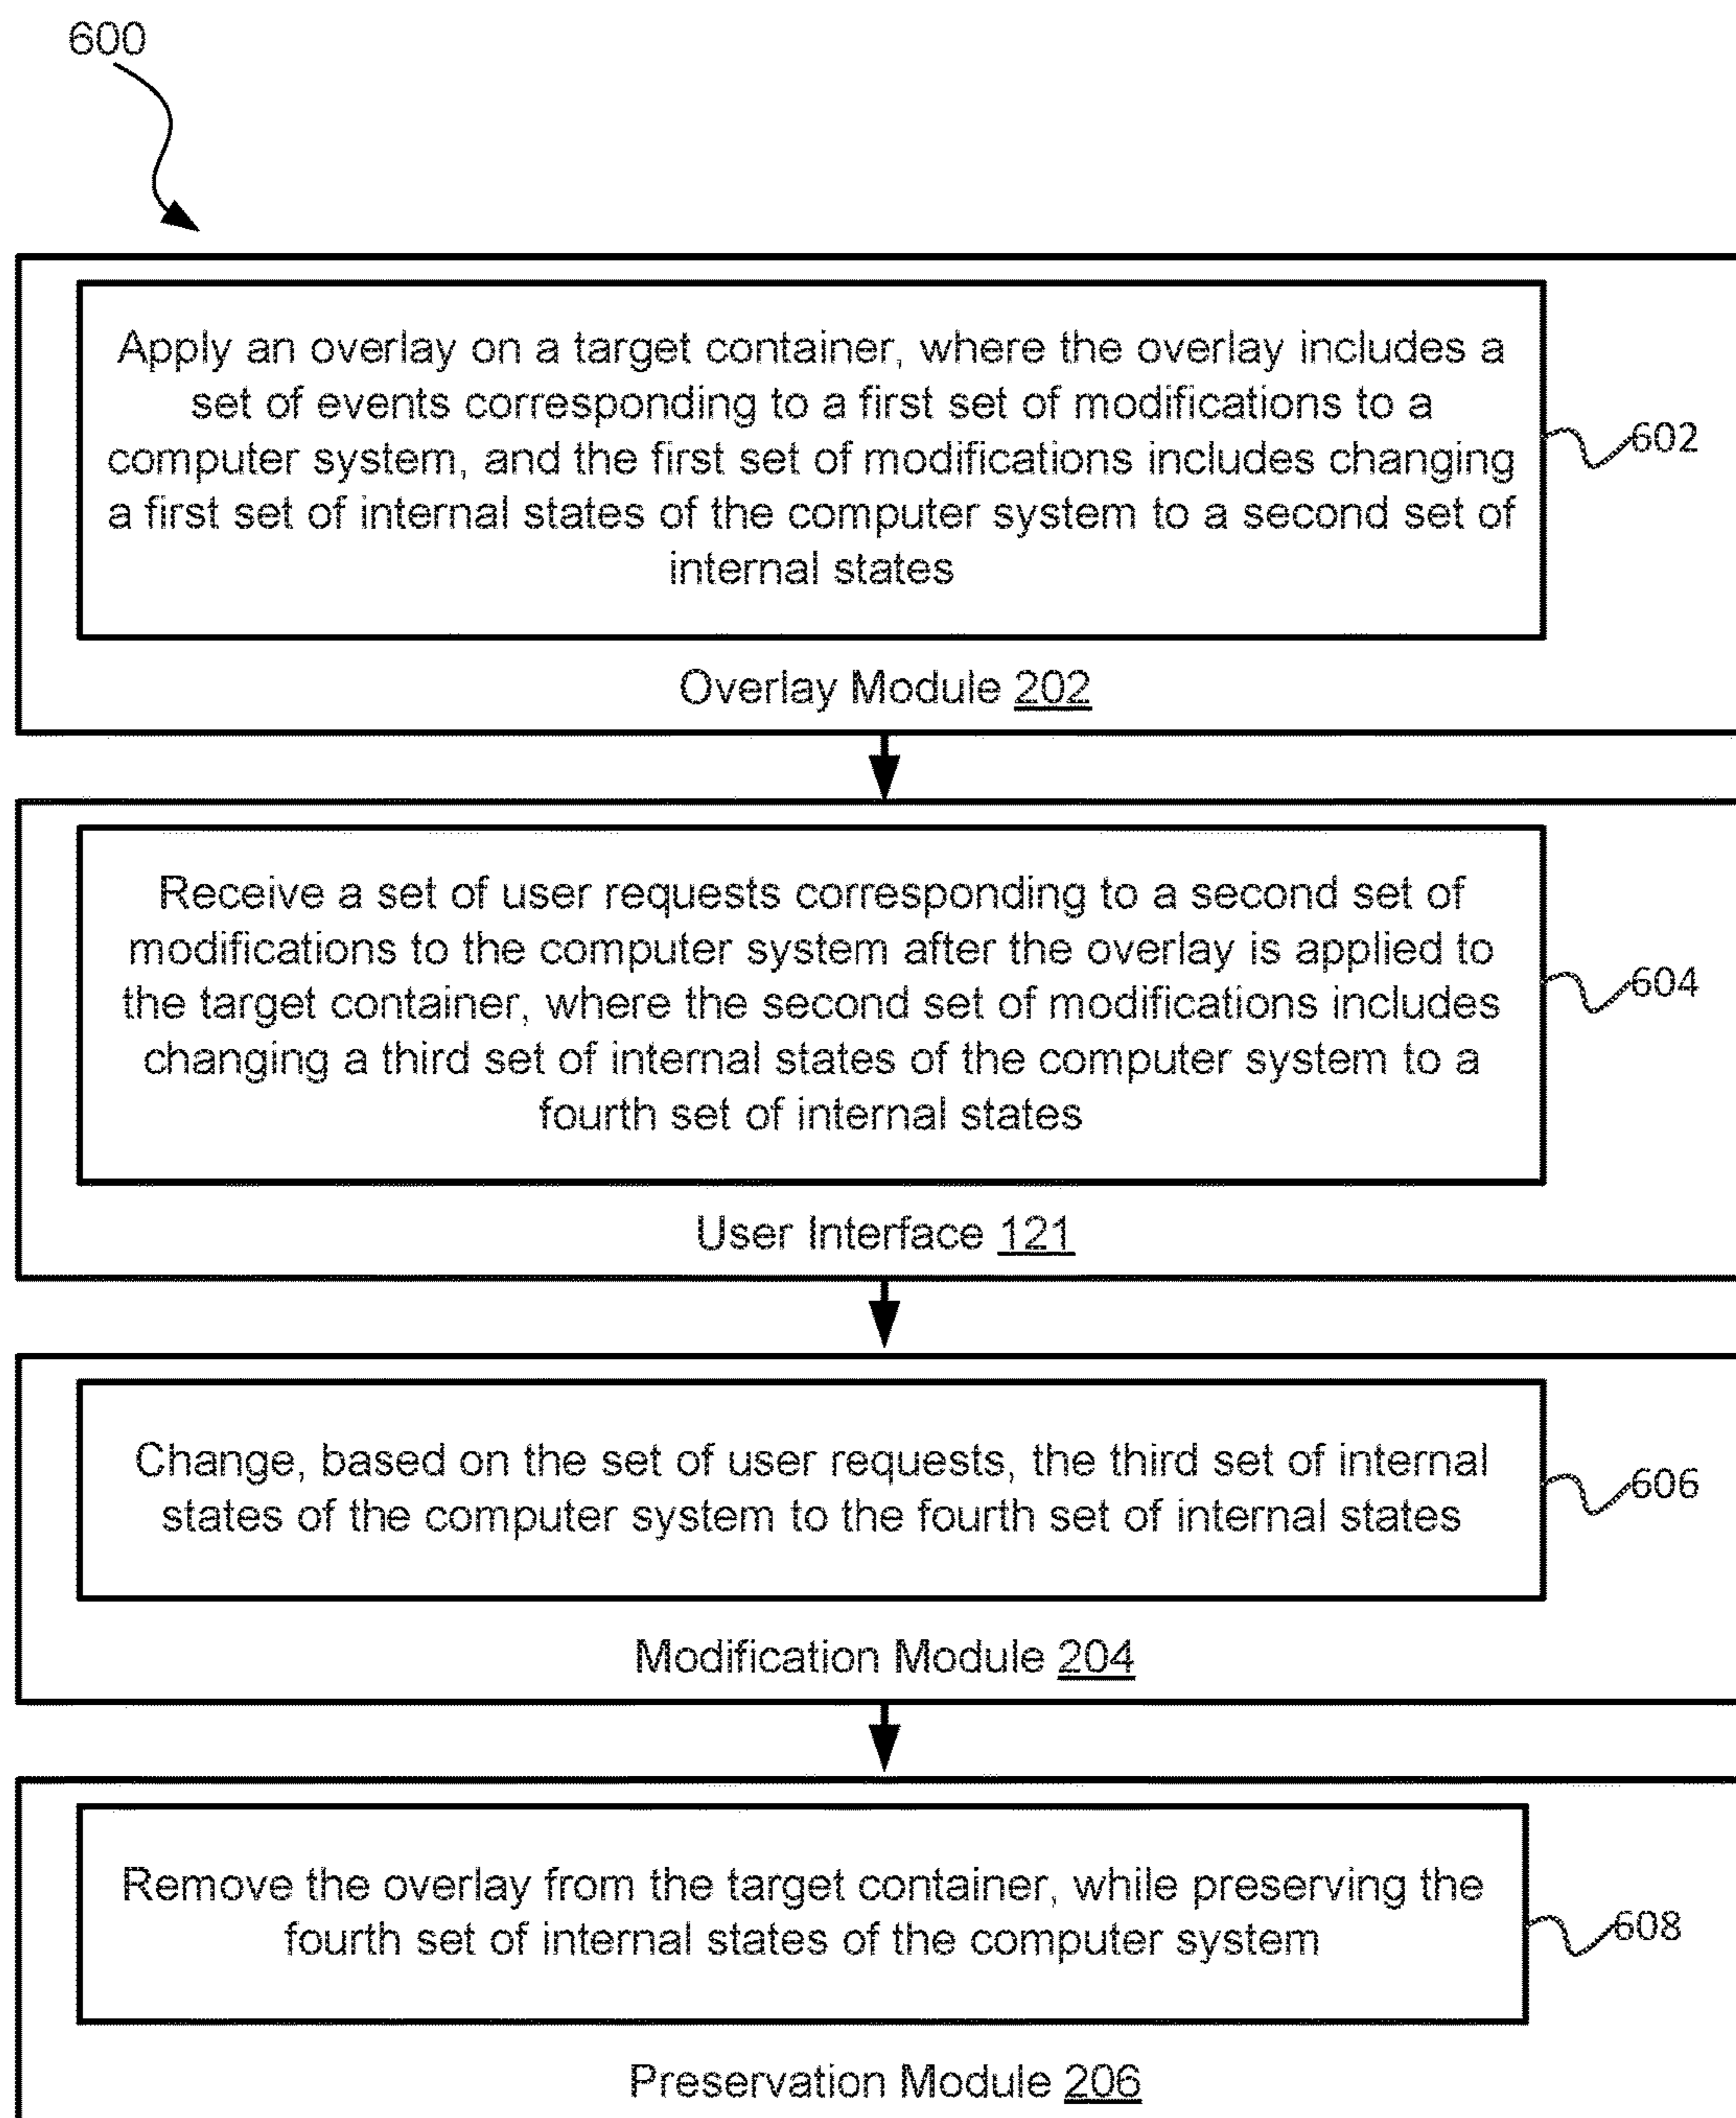 600
Apply an overlay on a target container, where the overlay includes a
set of events corresponding to a first set of modifications to a
computer system, and the first set of modifications includes changing
a first set of internal states of the computer system to a second set of
internal states
602
Overlay Module 202
Receive a set of user requests corresponding to a second set of
modifications to the computer system after the overlay is applied to
the target container, where the second set of modifications includes
changing a third set of internal states of the computer system to a
fourth set of internal states
604
User Interface 121
Change, based on the set of user requests, the third set of internal
states of the computer system to the fourth set of internal states
606
Modification Module 204
Remove the overlay from the target container, while preserving the
fourth set of internal states of the computer system
608
Preservation Module 206